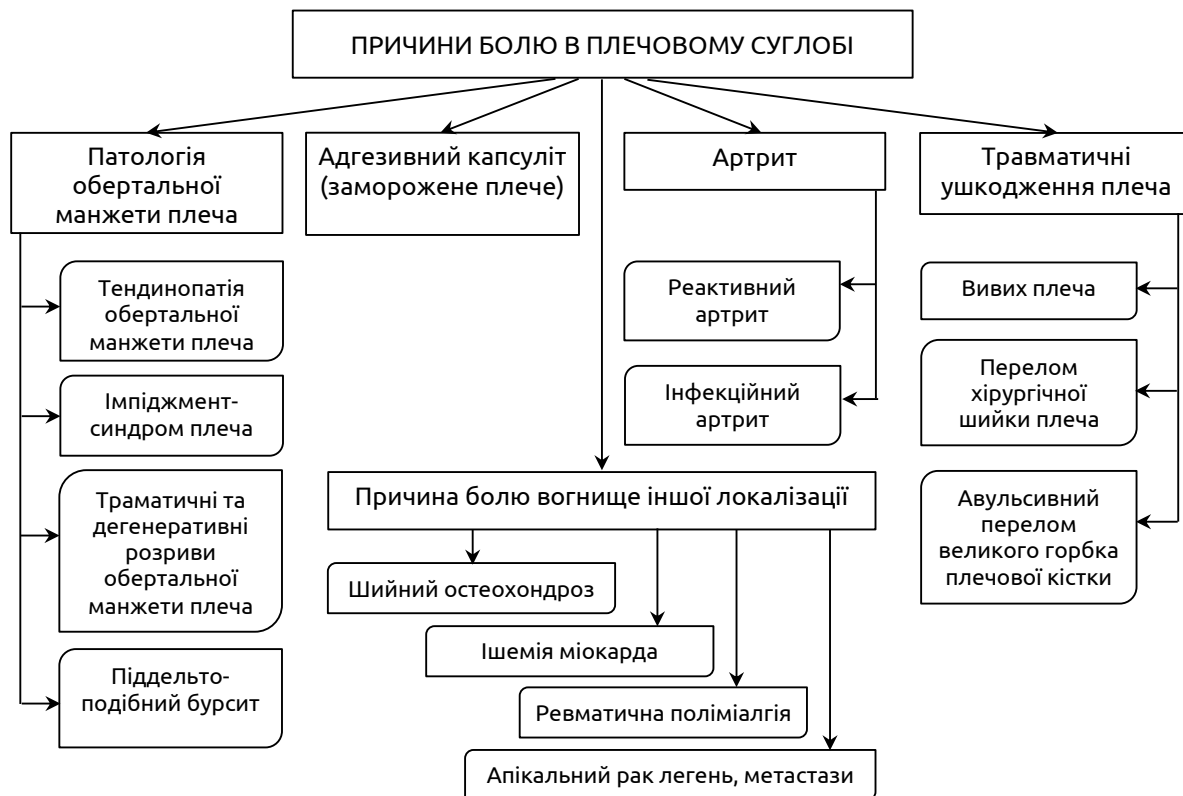 ПРИЧИНИ БОЛЮ В ПЛЕЧОВОМУ СУГЛОБІ
Патологія
обертальної
манжети плеча
Адгезивний капсуліт
(заморожене плече)
Артрит
Травматичні
ушкодження плеча
Тендинопатія
обертальної
манжети плеча
Імпіджмент-
синдром плеча
Траматичні та
дегенеративні
розриви
обертальної
манжети плеча
Піддельто-
подібний бурсит
Реактивний
артрит
Інфекційний
артрит
Вивих плеча
Перелом
хірургічної
шийки плеча
Авульсивний
перелом
великого горбка
плечової кістки
Причина болю вогнище іншої локалізації
Шийний остеохондроз
Ішемія міокарда
Ревматична поліміалгія
Апікальний рак легень, метастази